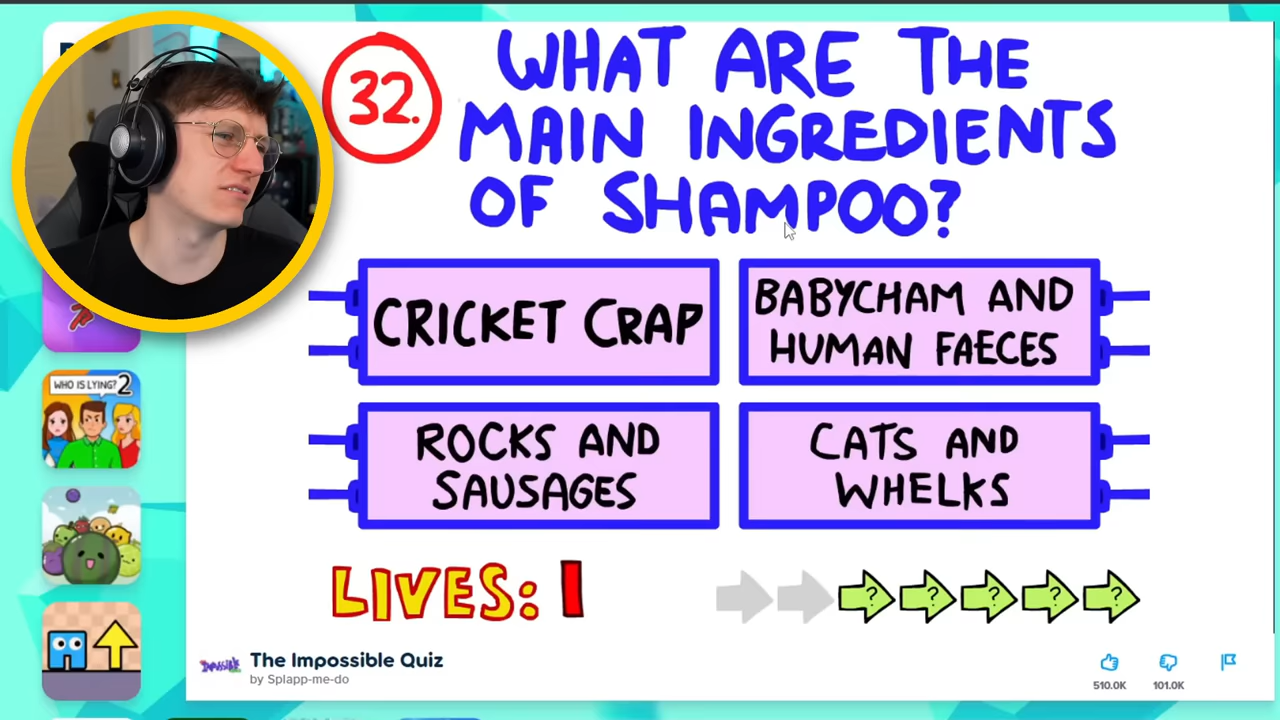 32.
WHAT ARE THE
MAIN INGREDIENTS
OF SHAMPOO?
CRICKET CRAP
BABYCHAM AND
HUMAN FAECES
ROCKS AND
SAUSAGES
CATS AND
WHELKS
WHO IS LYING? 2
LIVES: 1
? ? ? ? ?
Impossible
The Impossible Quiz
by Splapp-me-do
510.0K
101.0K